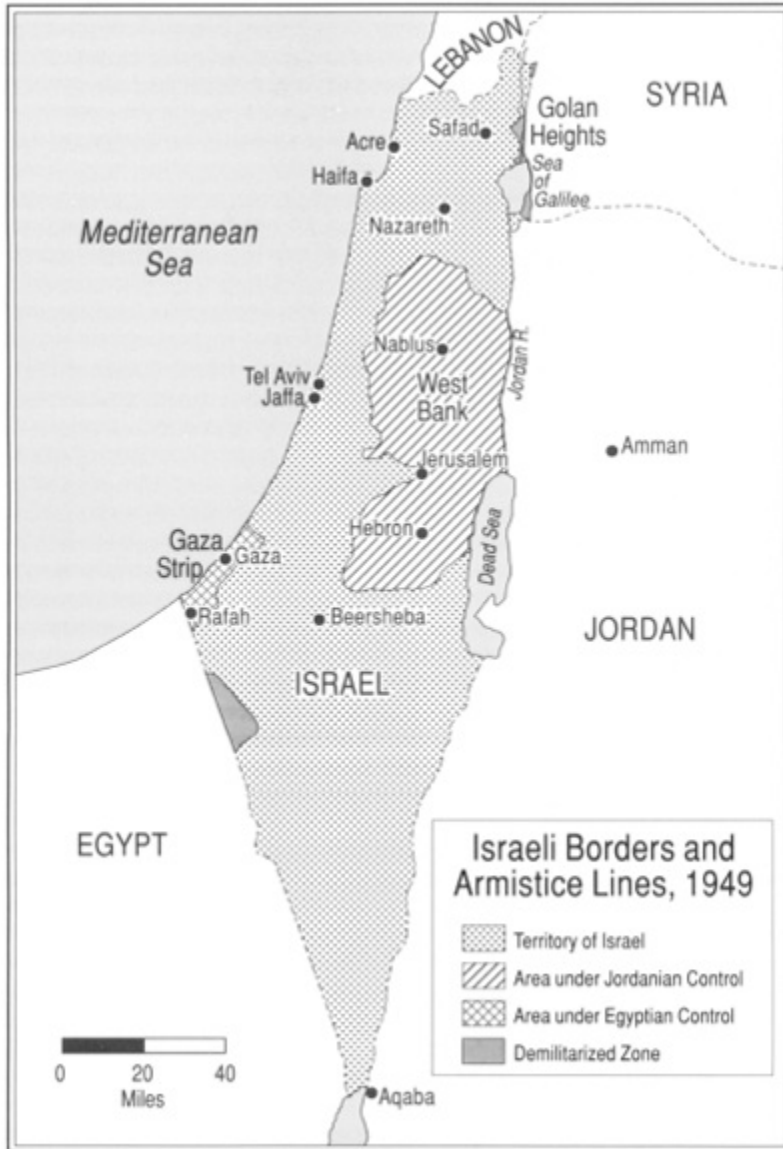 LEBANON
SYRIA
Golan
Heights
Safad
Acre
Sea
of
Galilee
Haifa
Nazareth
Mediterranean
Sea
Nablus
Jordan R.
Tel Aviv
Jaffa
West
Bank
Amman
Jerusalem
Hebron
Dead Sea
Gaza
Strip
Gaza
Rafah
Beersheba
JORDAN
ISRAEL
EGYPT
Israeli Borders and
Armistice Lines, 1949
Territory of Israel
Area under Jordanian Control
Area under Egyptian Control
Demilitarized Zone
0 20 40
Miles
Aqaba